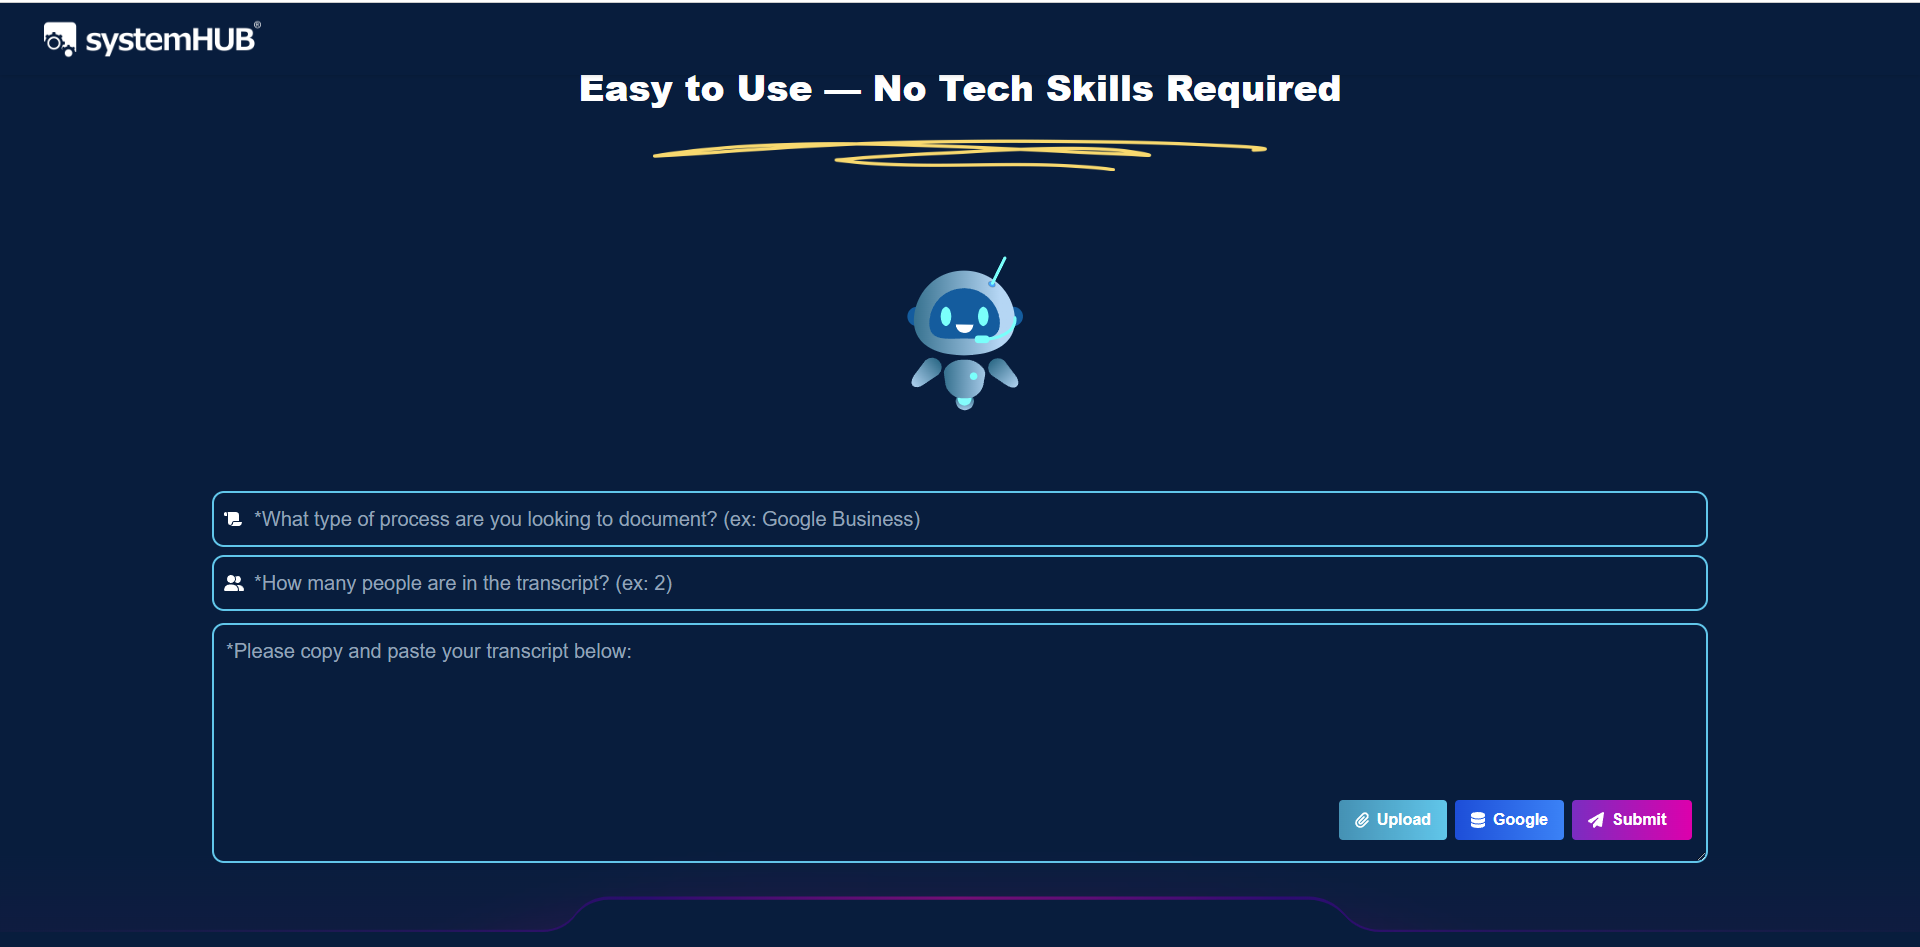 systemHUB®
Easy to Use — No Tech Skills Required
*What type of process are you looking to document? (ex: Google Business)
*How many people are in the transcript? (ex: 2)
*Please copy and paste your transcript below:
Upload Google Submit